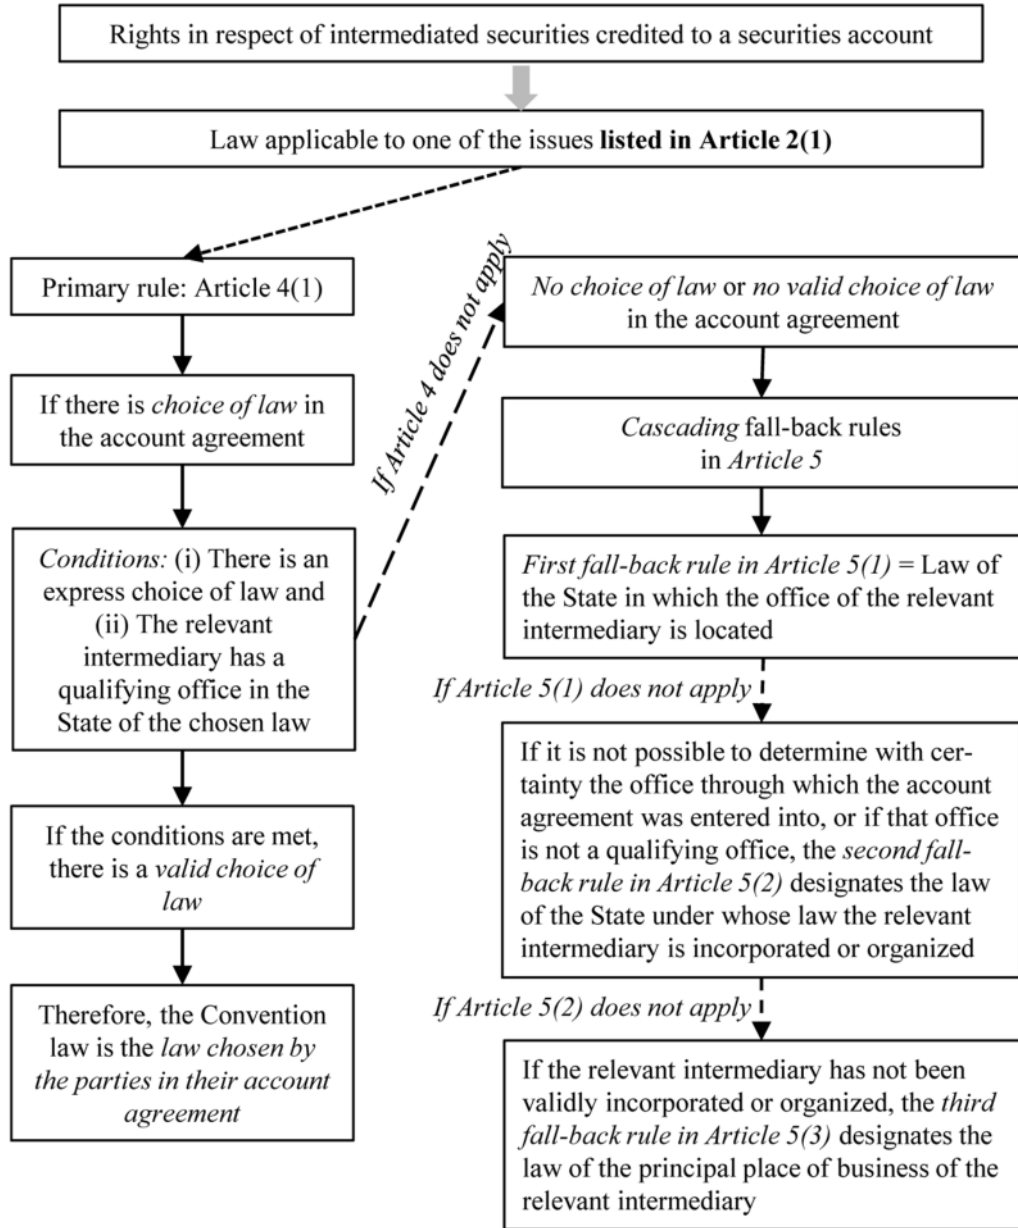 Rights in respect of intermediated securities credited to a securities account
Law applicable to one of the issues listed in Article 2(1)
Primary rule: Article 4(1)
If there is choice of law in
the account agreement
Conditions: (i) There is an
express choice of law and
(ii) The relevant
intermediary has a
qualifying office in the
State of the chosen law
If the conditions are met,
there is a valid choice of
law
Therefore, the Convention
law is the law chosen by
the parties in their account
agreement
If Article 4 does not apply
No choice of law or no valid choice of law
in the account agreement
Cascading fall-back rules
in Article 5
First fall-back rule in Article 5(1) = Law of
the State in which the office of the relevant
intermediary is located
If Article 5(1) does not apply
If it is not possible to determine with cer-
tainty the office through which the account
agreement was entered into, or if that office
is not a qualifying office, the second fall-
back rule in Article 5(2) designates the law
of the State under whose law the relevant
intermediary is incorporated or organized
If Article 5(2) does not apply
If the relevant intermediary has not been
validly incorporated or organized, the third
fall-back rule in Article 5(3) designates the
law of the principal place of business of the
relevant intermediary